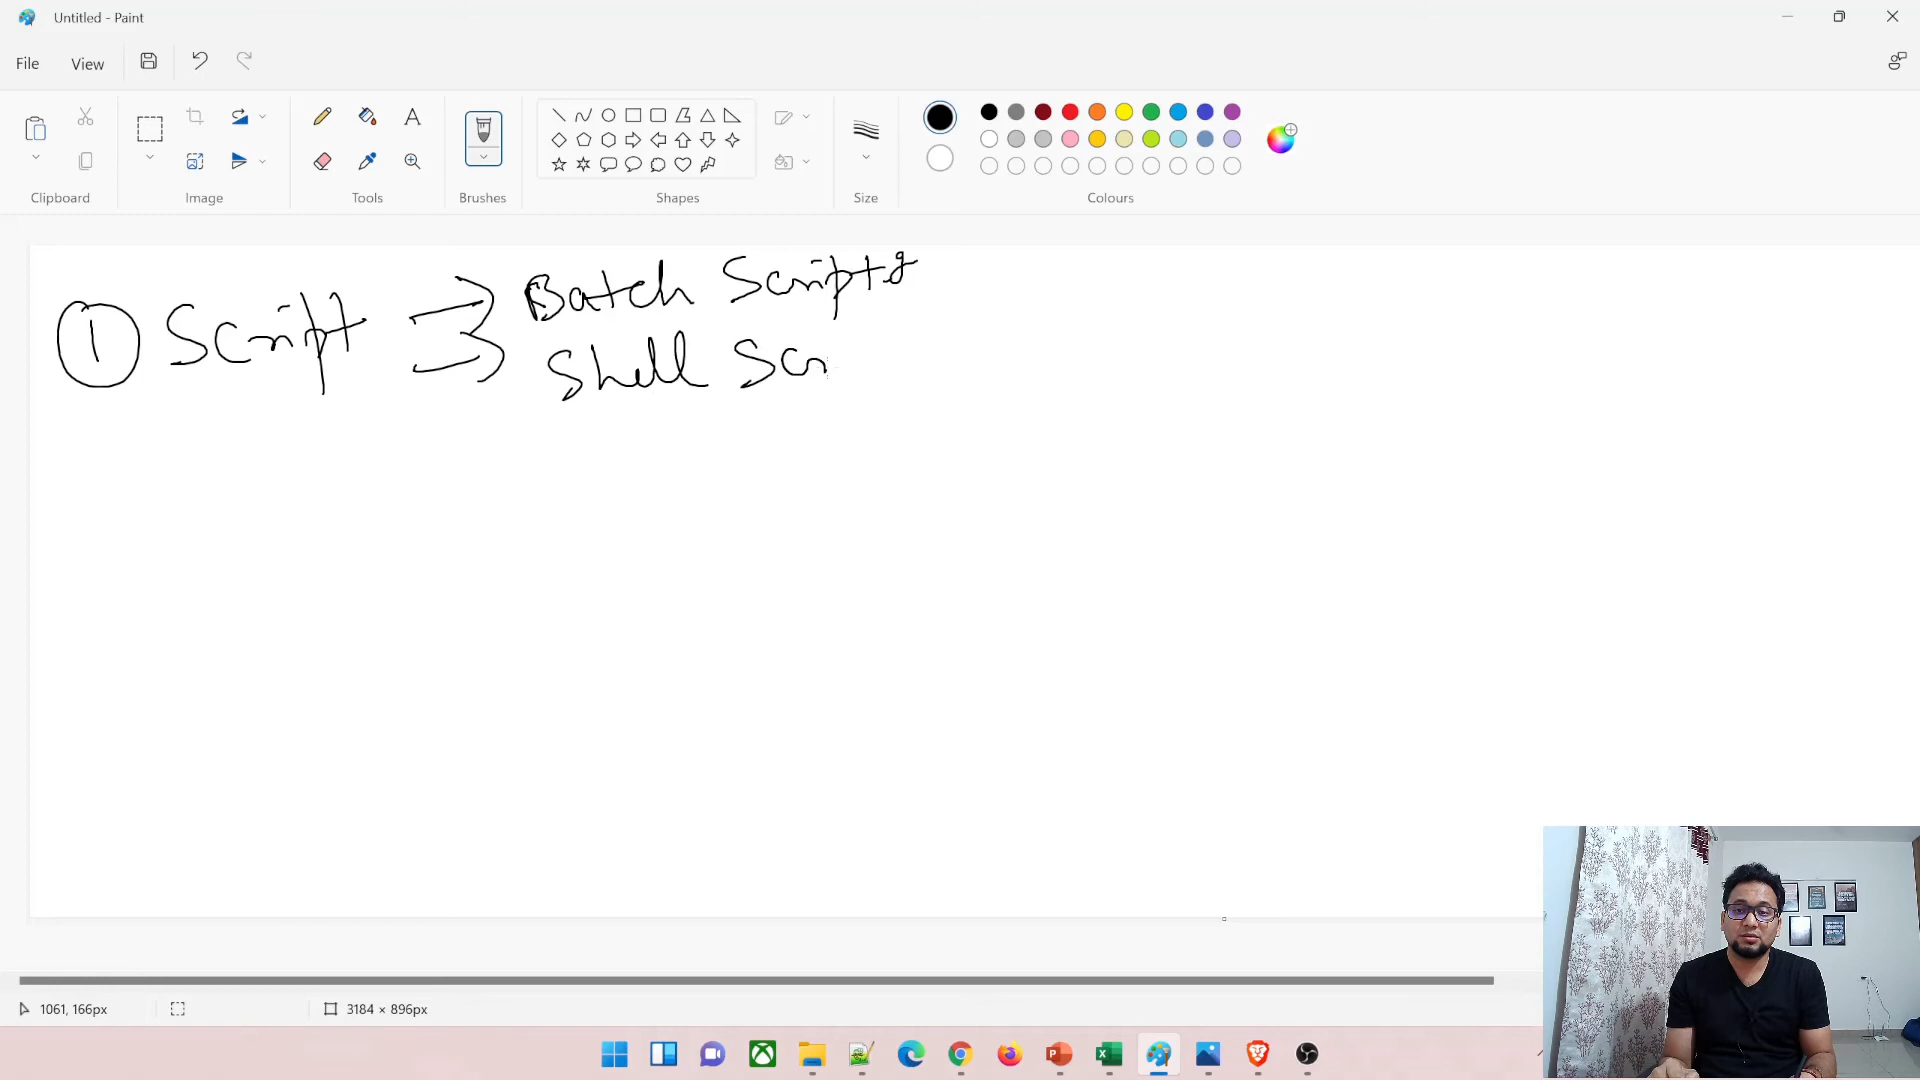 Untitled - Paint
File View
Clipboard Image Tools Brushes Shapes Size Colours
① Script Batch Scripts
Shell Scr
1061, 166px 3184 × 896px